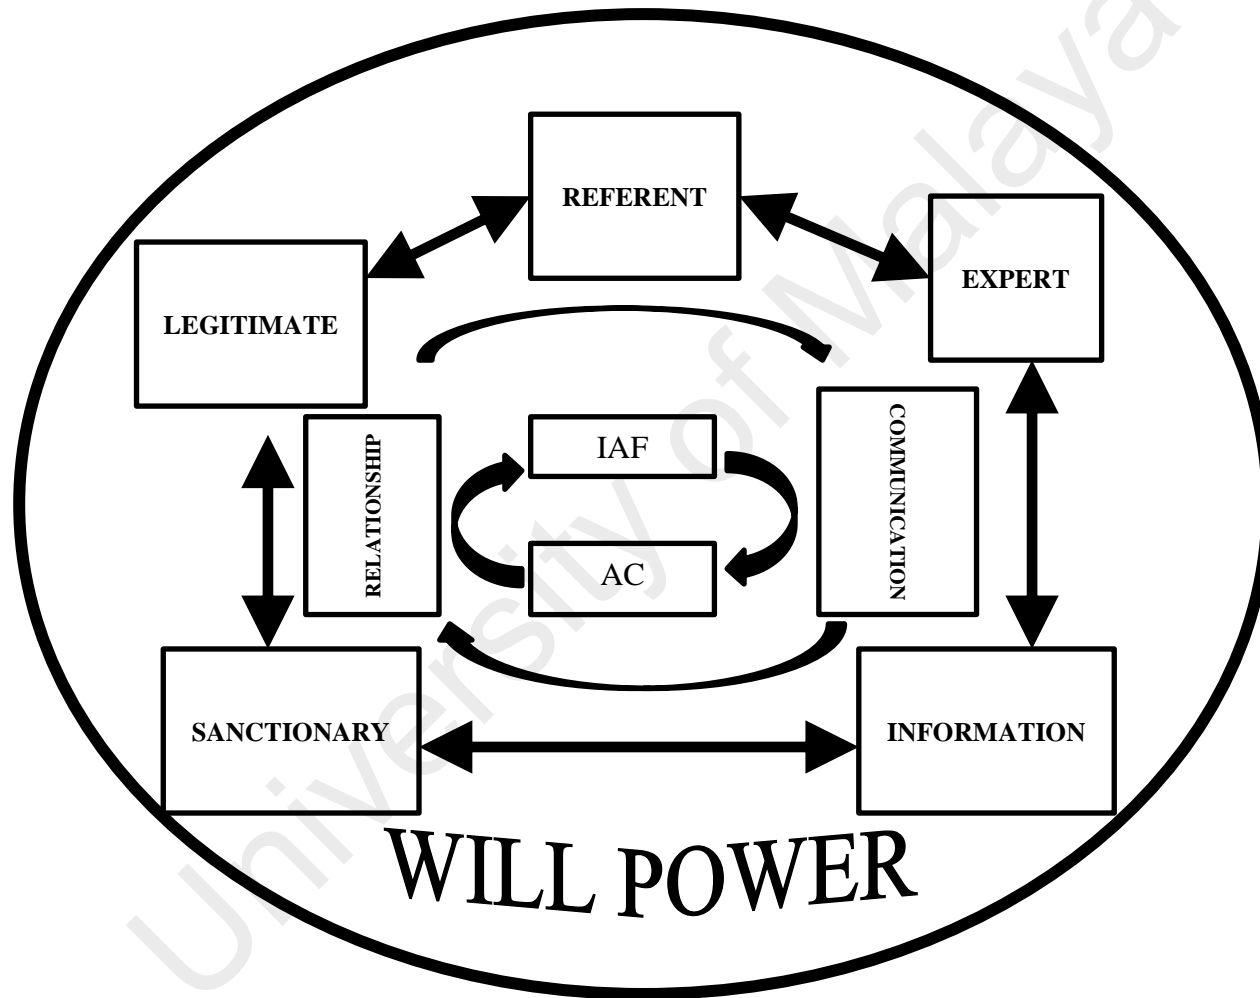 REFERENT
EXPERT
LEGITIMATE
RELATIONSHIP
IAF
COMMUNICATION
AC
SANCTIONARY
INFORMATION
WILL POWER
University of Malaya